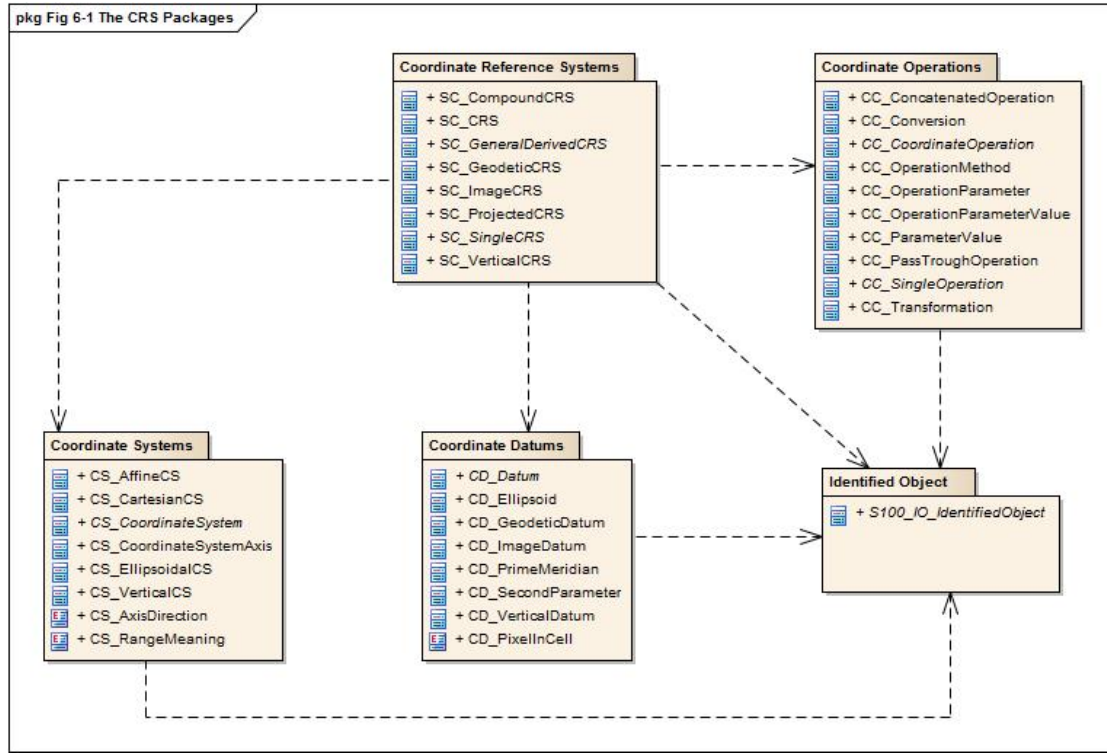 pkg Fig 6-1 The CRS Packages
Coordinate Reference Systems
+ SC_CompoundCRS
+ SC_CRS
+ SC_GeneralDerivedCRS
+ SC_GeodeticCRS
+ SC_ImageCRS
+ SC_ProjectedCRS
+ SC_SingleCRS
+ SC_VerticalCRS
Coordinate Operations
+ CC_ConcatenatedOperation
+ CC_Conversion
+ CC_CoordinateOperation
+ CC_OperationMethod
+ CC_OperationParameter
+ CC_OperationParameterValue
+ CC_ParameterValue
+ CC_PassTroughOperation
+ CC_SingleOperation
+ CC_Transformation
Coordinate Systems
+ CS_AffineCS
+ CS_CartesianCS
+ CS_CoordinateSystem
+ CS_CoordinateSystemAxis
+ CS_EllipsoidalCS
+ CS_VerticalCS
E + CS_AxisDirection
E + CS_RangeMeaning
Coordinate Datums
+ CD_Datum
+ CD_Ellipsoid
+ CD_GeodeticDatum
+ CD_ImageDatum
+ CD_PrimeMeridian
+ CD_SecondParameter
+ CD_VerticalDatum
E + CD_PixelInCell
Identified Object
+ S100_IO_IdentifiedObject